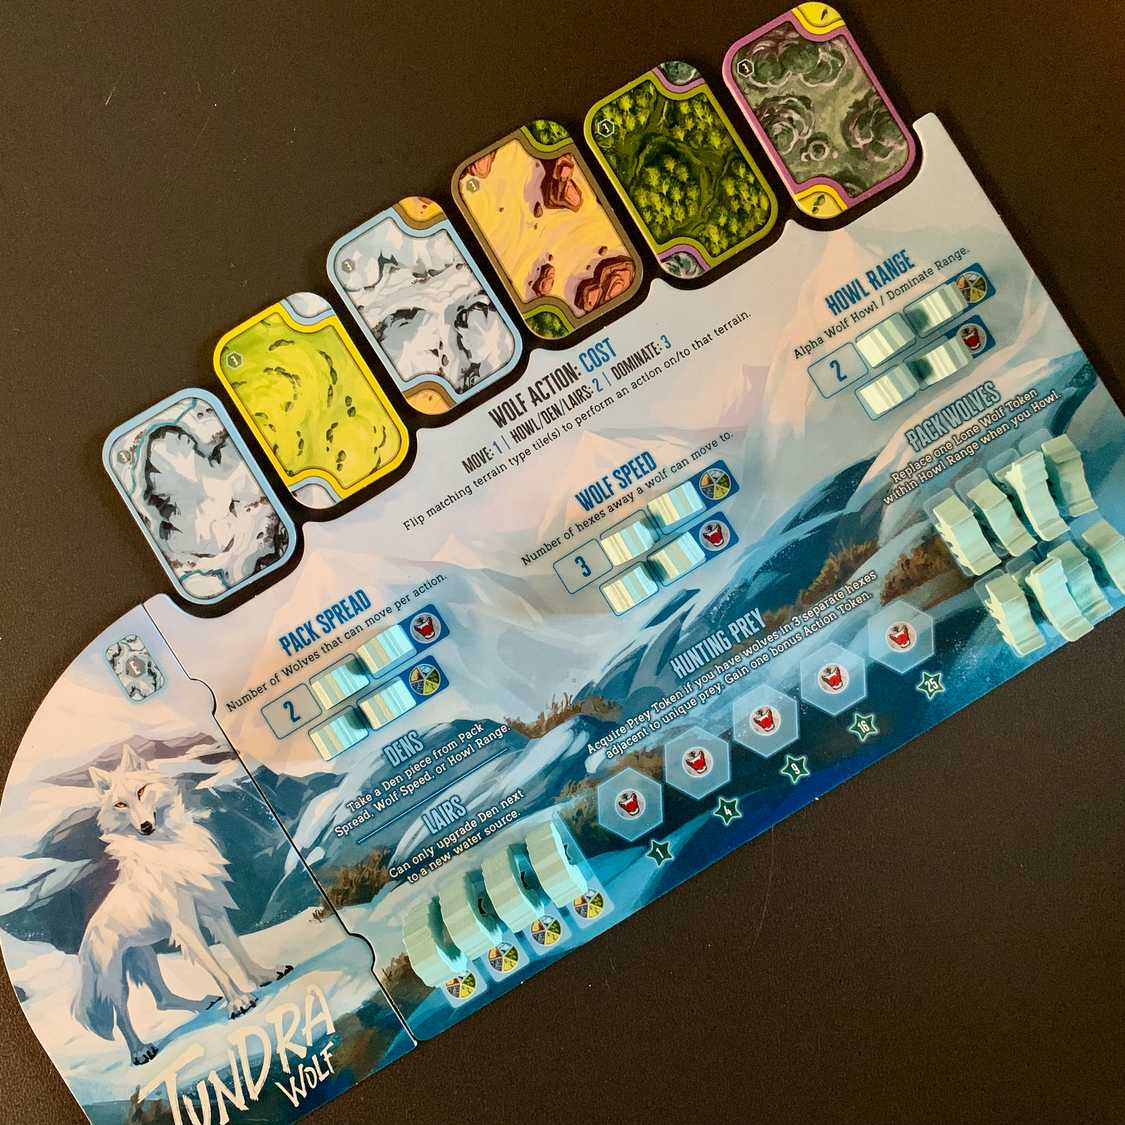 WOLF ACTION: COST
MOVE: 1 | HOWL/DEN/LAIRS: 2 | DOMINATE: 3
Flip matching terrain type tile(s) to perform an action on/to that terrain.
PACK SPREAD
Number of Wolves that can move per action.
2
WOLF SPEED
Number of hexes away a wolf can move to.
3
HOWL RANGE
Alpha Wolf Howl / Dominate Range.
2
DENS
Take a Den piece from Pack
Spread, Wolf Speed, or Howl Range.
LAIRS
Can only upgrade Den next
to a new water source.
HUNTING PREY
Acquire Prey Token if you have wolves in 3 separate hexes
adjacent to unique prey. Gain one bonus Action Token.
1
4
9
16
25
PACK WOLVES
Replace one Lone Wolf Token
within Howl Range when you Howl.
TUNDRA
WOLF